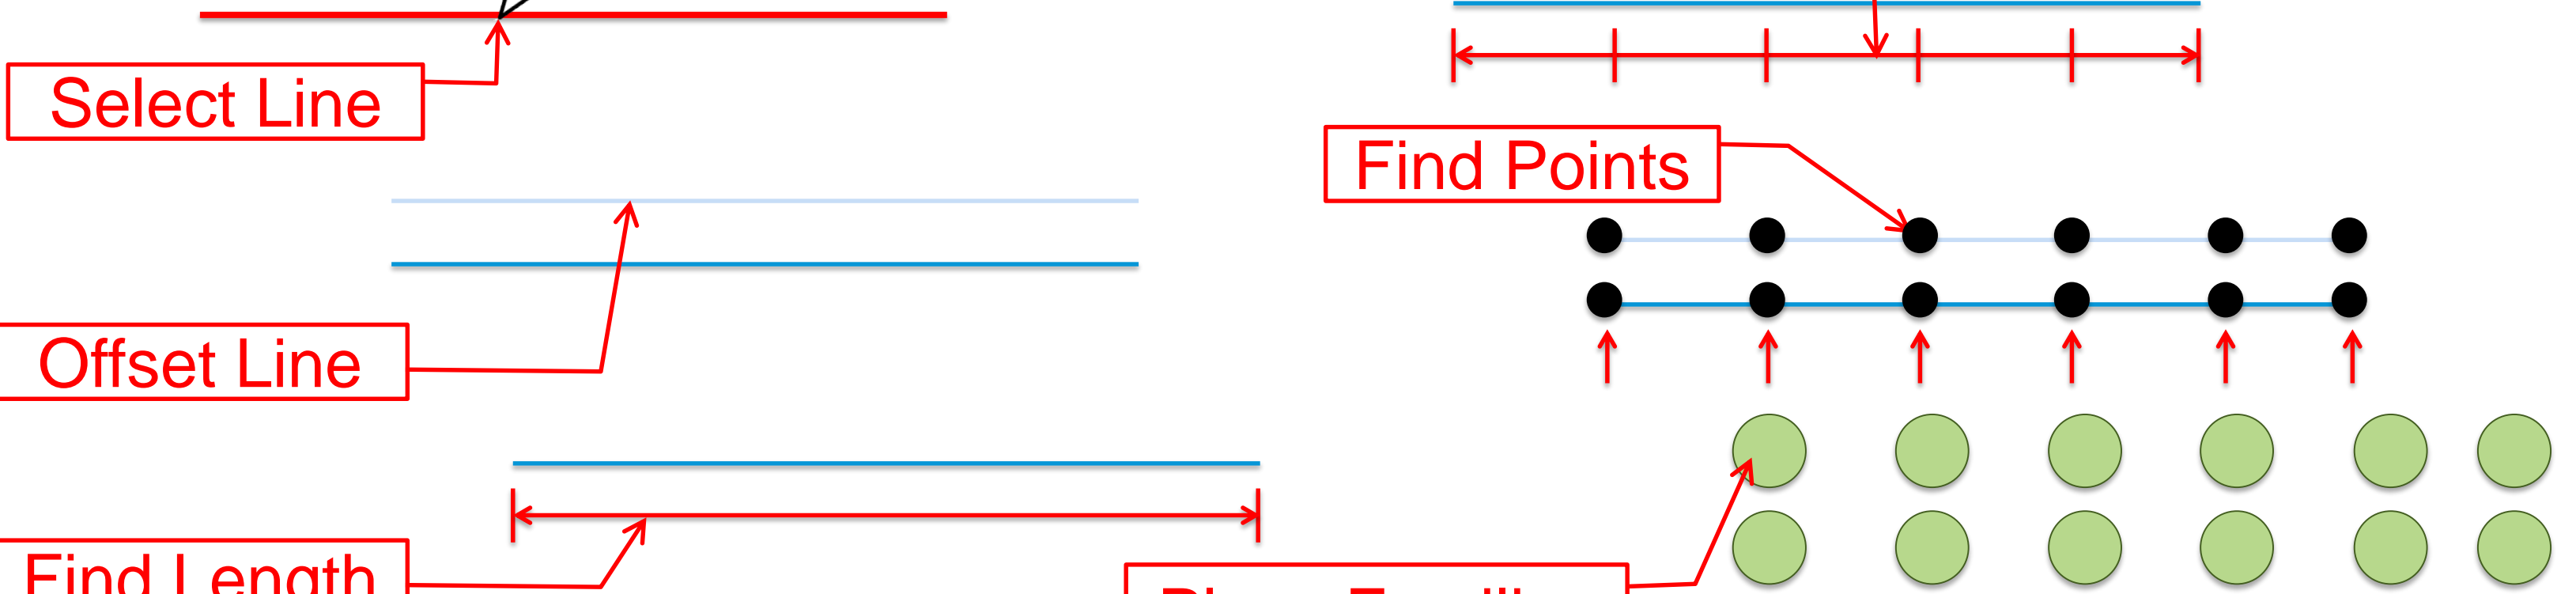 Select Line
Offset Line
Find Length
Find Points